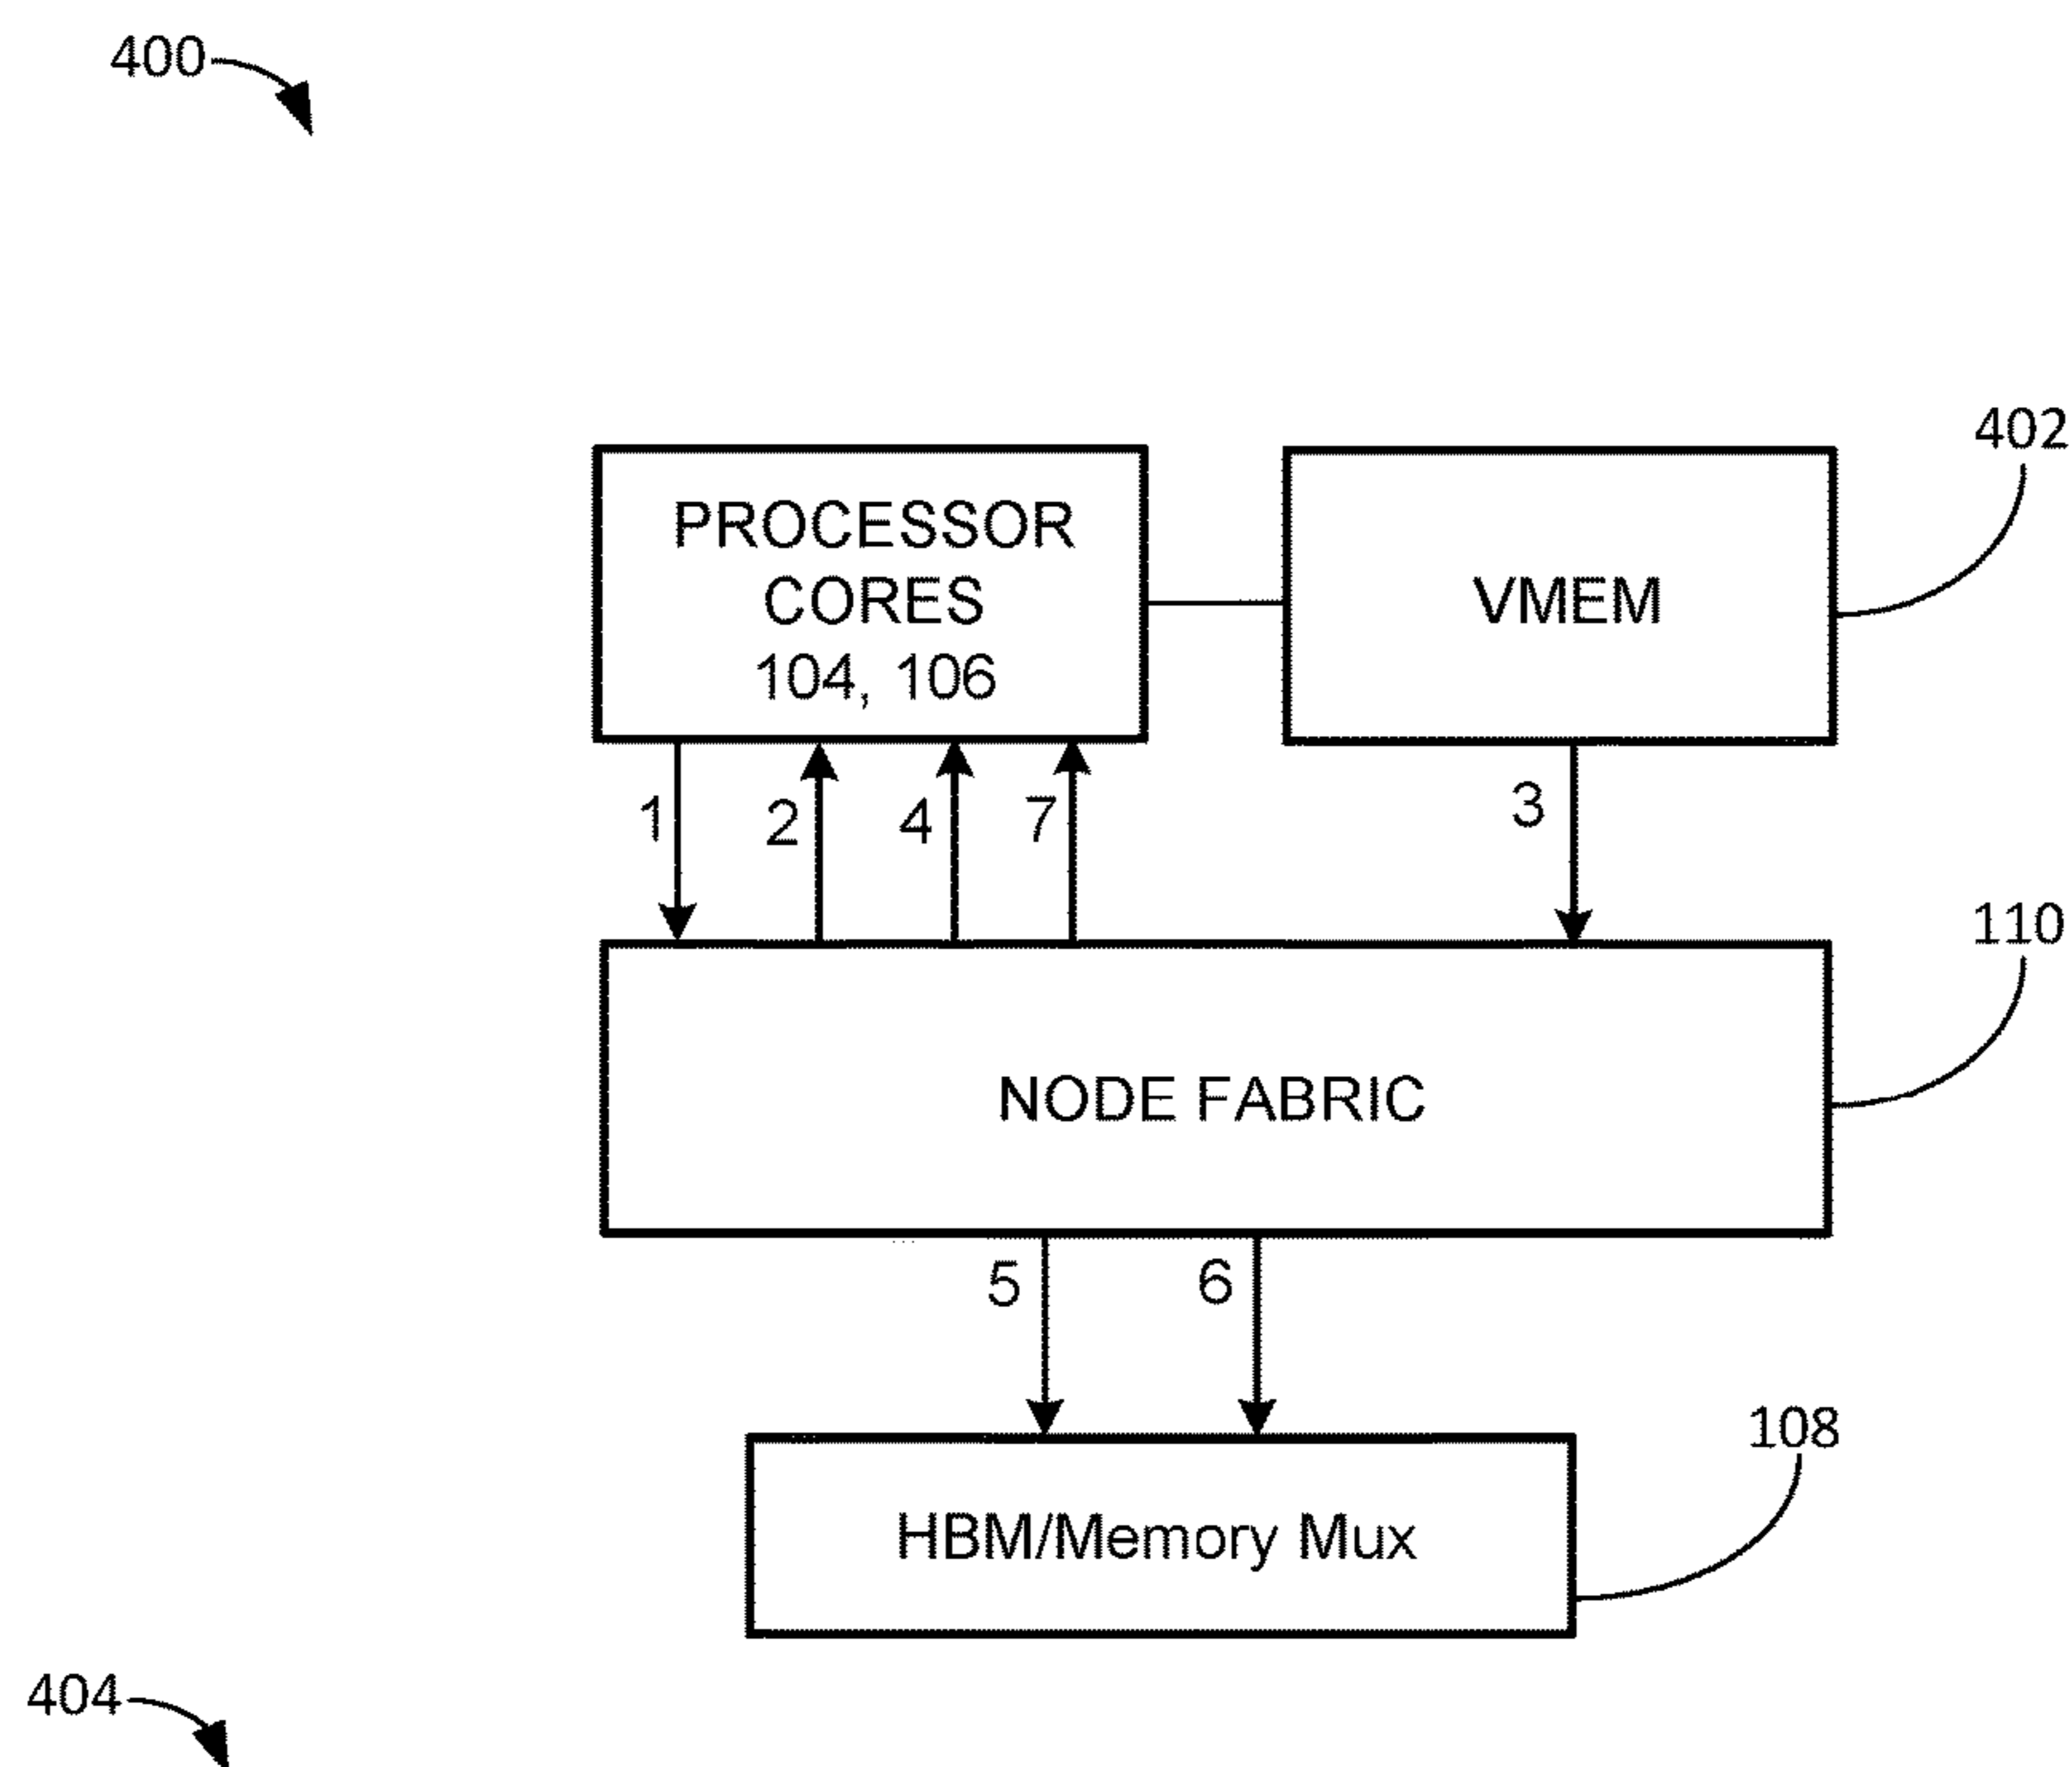 400
402
PROCESSOR
CORES
104, 106
VMEM
1
2
4
7
3
110
NODE FABRIC
5
6
108
HBM/Memory Mux
404